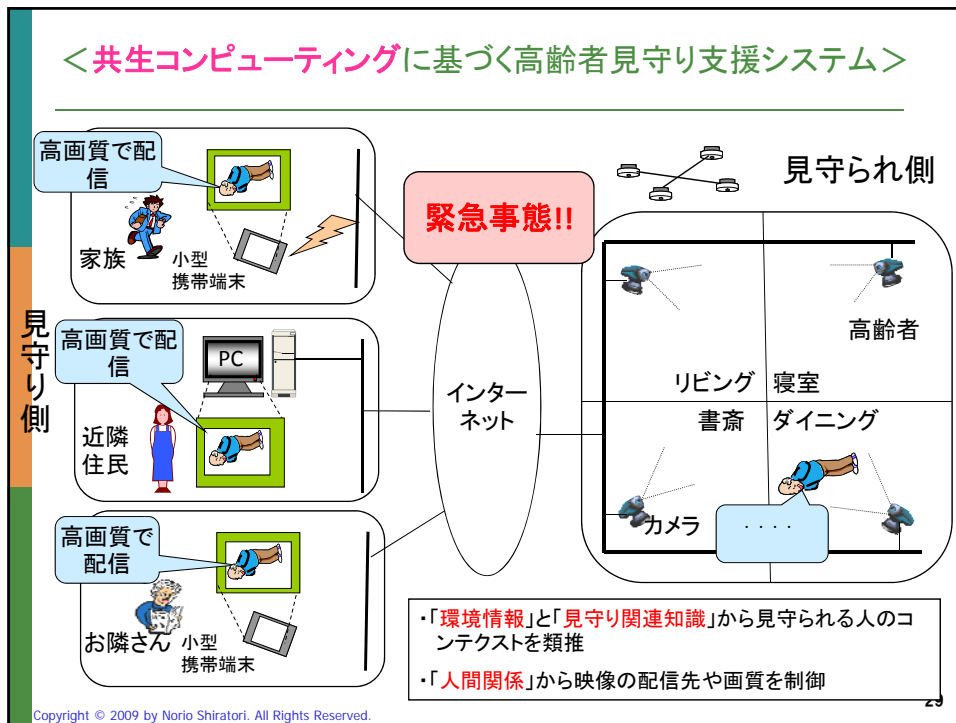 ＜共生コンピューティングに基づく高齢者見守り支援システム＞
見守り側
高画質で配
信
家族
小型
携帯端末
高画質で配
信
PC
近隣
住民
高画質で
配信
お隣さん
小型
携帯端末
緊急事態!!
インター
ネット
見守られ側
高齢者
リビング
寝室
書斎
ダイニング
カメラ
・・・・
・「環境情報」と「見守り関連知識」から見守られる人のコ
ンテクストを類推
・「人間関係」から映像の配信先や画質を制御
29
Copyright © 2009 by Norio Shiratori. All Rights Reserved.